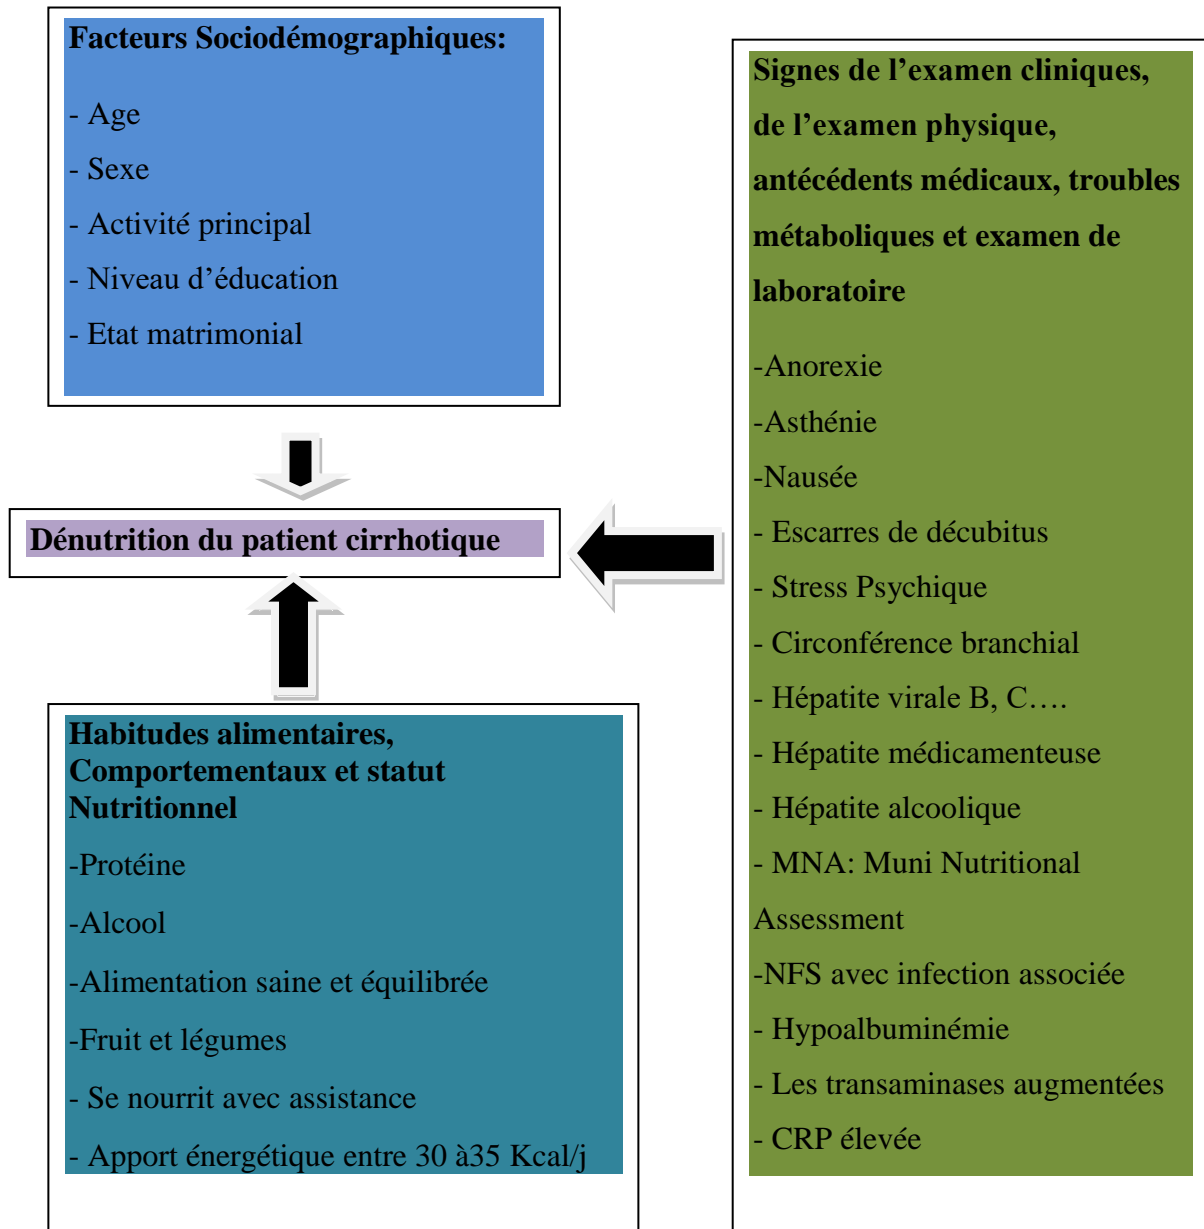 Facteurs Sociodémographiques:
- Age
- Sexe
- Activité principal
- Niveau d'éducation
- Etat matrimonial
Dénutrition du patient cirrhotique
Habitudes alimentaires,
Comportementaux et statut
Nutritionnel
-Protéine
-Alcool
-Alimentation saine et équilibrée
-Fruit et légumes
- Se nourrit avec assistance
- Apport énergétique entre 30 à35 Kcal/j
Signes de l'examen cliniques,
de l'examen physique,
antécédents médicaux, troubles
métaboliques et examen de
laboratoire
-Anorexie
-Asthénie
-Nausée
- Escarres de décubitus
- Stress Psychique
- Circonférence branchial
- Hépatite virale B, C….
- Hépatite médicamenteuse
- Hépatite alcoolique
- MNA: Muni Nutritional
Assessment
-NFS avec infection associée
- Hypoalbuminémie
- Les transaminases augmentées
- CRP élevée